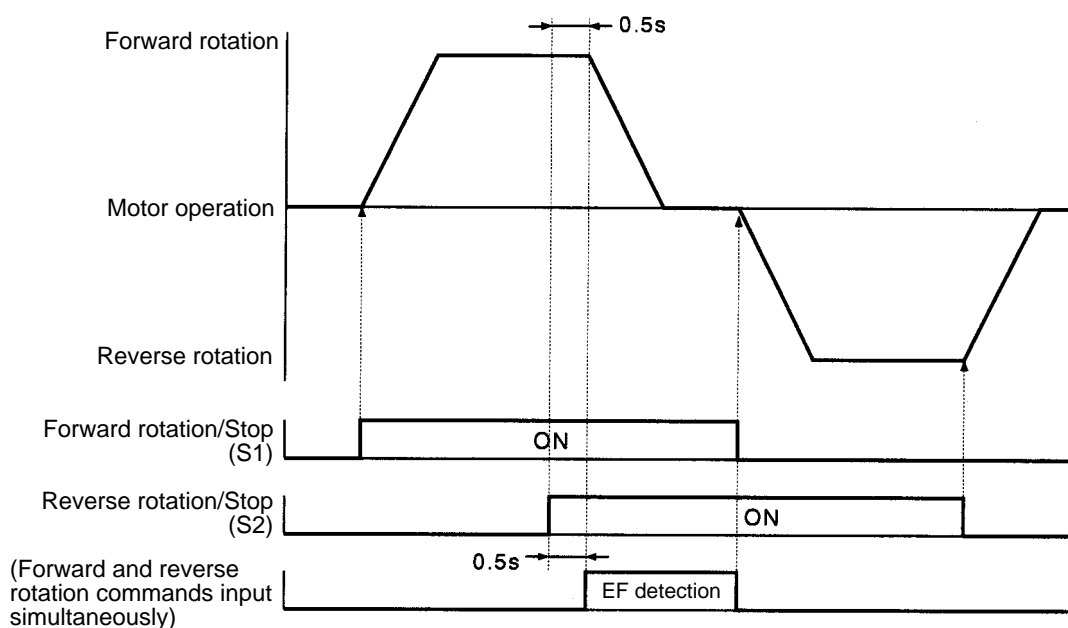 0.5s
Forward rotation
Motor operation
Reverse rotation
Forward rotation/Stop
(S1)
ON
Reverse rotation/Stop
(S2)
ON
0.5s
(Forward and reverse
rotation commands input
simultaneously)
EF detection